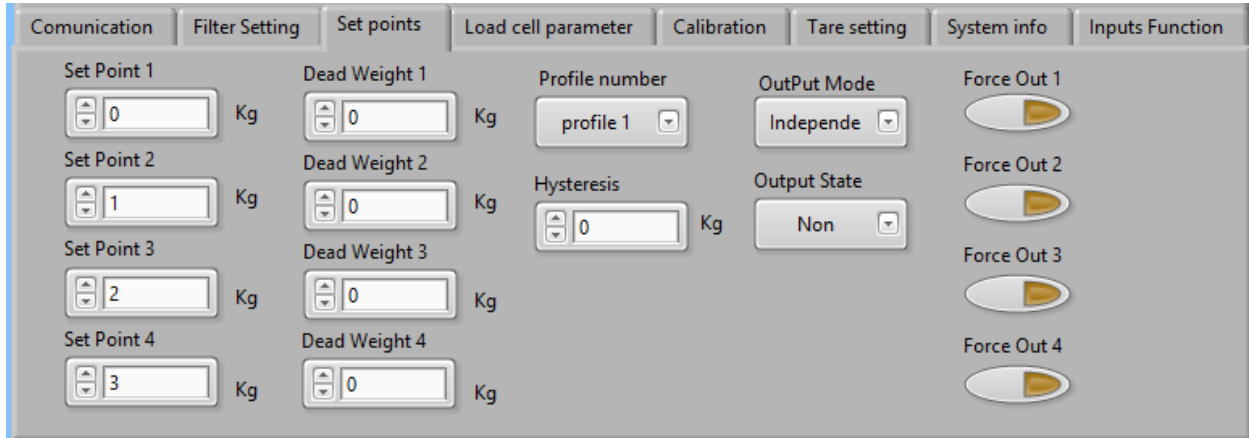 Comunication
Filter Setting
Set points
Load cell parameter
Calibration
Tare setting
System info
Inputs Function
Set Point 1
0
Kg
Set Point 2
1
Kg
Set Point 3
2
Kg
Set Point 4
3
Kg
Dead Weight 1
0
Kg
Dead Weight 2
0
Kg
Dead Weight 3
0
Kg
Dead Weight 4
0
Kg
Profile number
profile 1
Hysteresis
0
Kg
OutPut Mode
Independe
Output State
Non
Force Out 1
Force Out 2
Force Out 3
Force Out 4